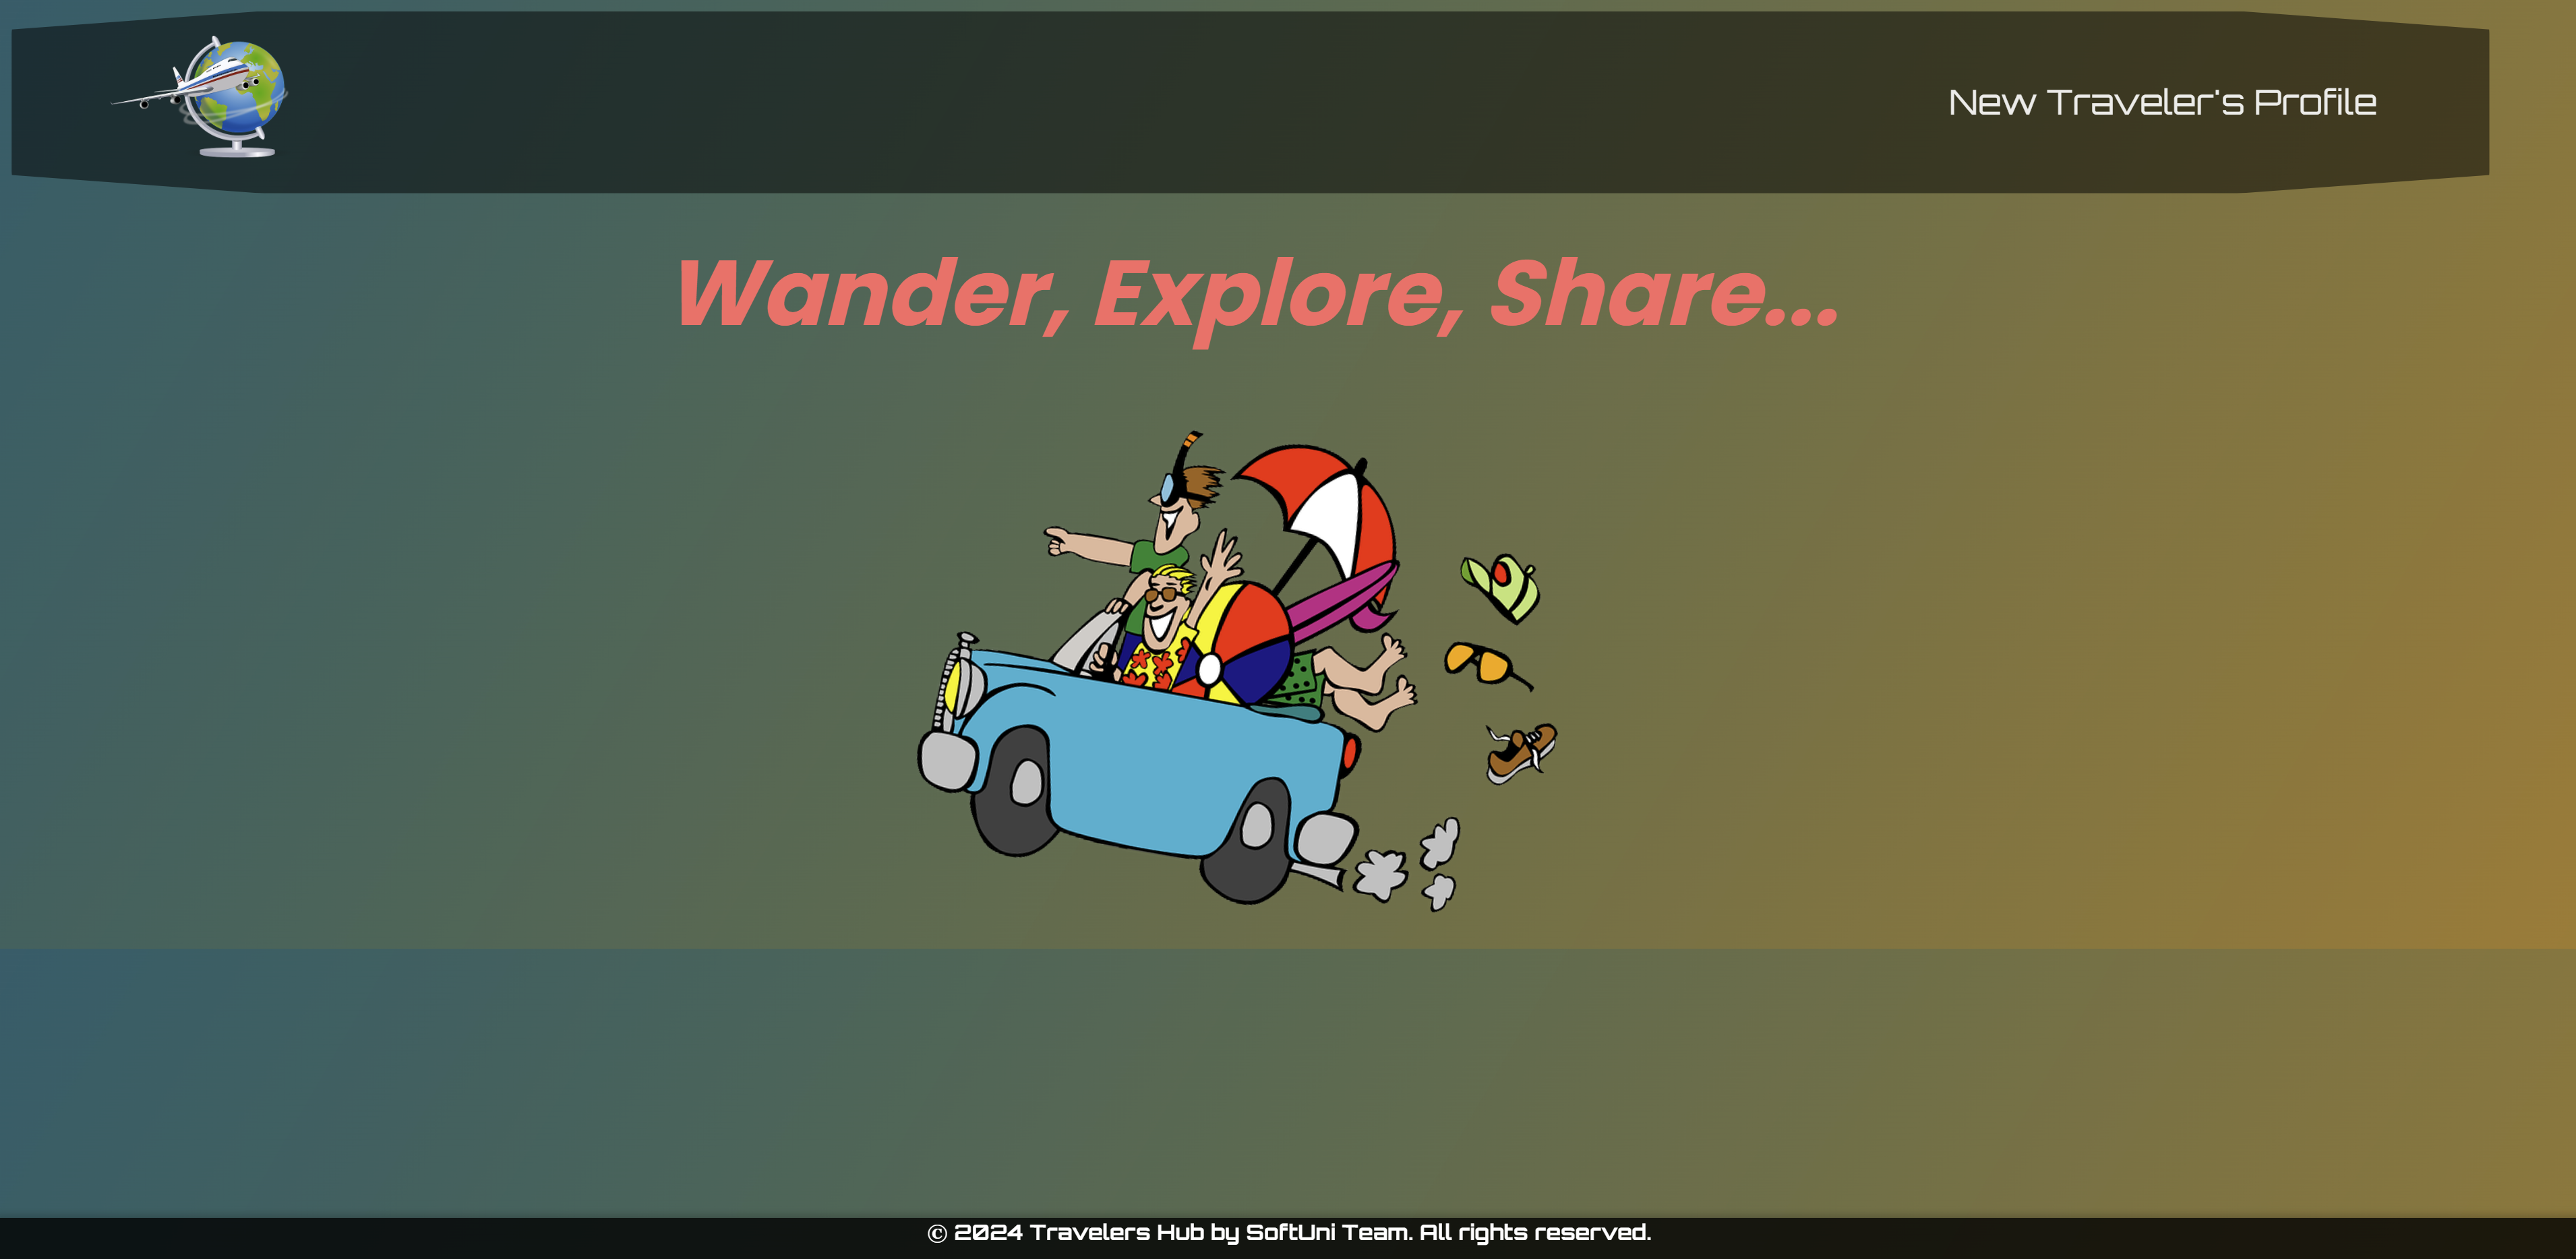 New Traveler's Profile
Wander, Explore, Share...
© 2024 Travelers Hub by SoftUni Team. All rights reserved.